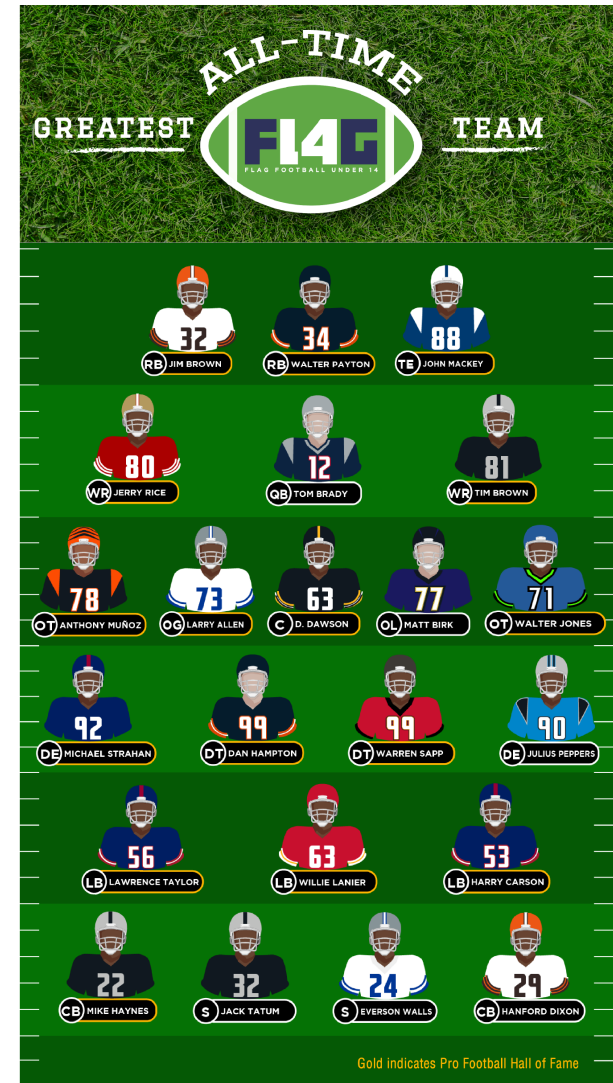 ALL-TIME
GREATEST
TEAM
FL4G
FLAG FOOTBALL UNDER 14
32
34
88
RB JIM BROWN
RB WALTER PAYTON
TE JOHN MACKEY
80
12
81
WR JERRY RICE
QB TOM BRADY
WR TIM BROWN
78
73
63
77
71
OT ANTHONY MUÑOZ
OG LARRY ALLEN
C D. DAWSON
OL MATT BIRK
OT WALTER JONES
92
99
99
90
DE MICHAEL STRAHAN
DT DAN HAMPTON
DT WARREN SAPP
DE JULIUS PEPPERS
56
63
53
LB LAWRENCE TAYLOR
LB WILLIE LANIER
LB HARRY CARSON
22
32
24
29
CB MIKE HAYNES
S JACK TATUM
S EVERSON WALLS
CB HANFORD DIXON
Gold indicates Pro Football Hall of Fame